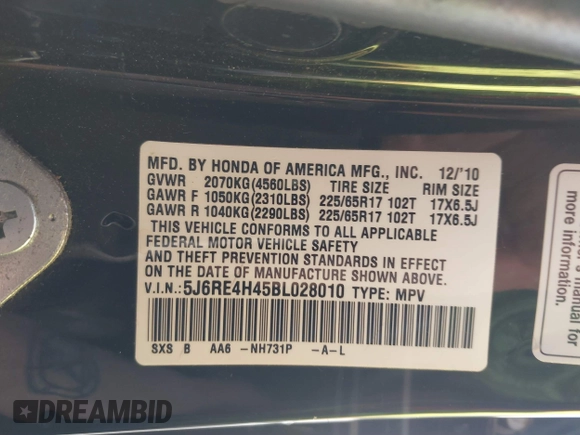 MFD. BY HONDA OF AMERICA MFG., INC. 12/'10
GVWR 2070KG(4560LBS) TIRE SIZE RIM SIZE
GAWR F 1050KG(2310LBS) 225/65R17 102T 17X6.5J
GAWR R 1040KG(2290LBS) 225/65R17 102T 17X6.5J
THIS VEHICLE CONFORMS TO ALL APPLICABLE
FEDERAL MOTOR VEHICLE SAFETY
AND THEFT PREVENTION STANDARDS IN EFFECT
ON THE DATE OF MANUFACTURE SHOWN ABOVE.
V.I.N.: 5J6RE4H45BL028010 TYPE: MPV
SXS B AA6 -NH731P -A-L
manual for
DREAMBID